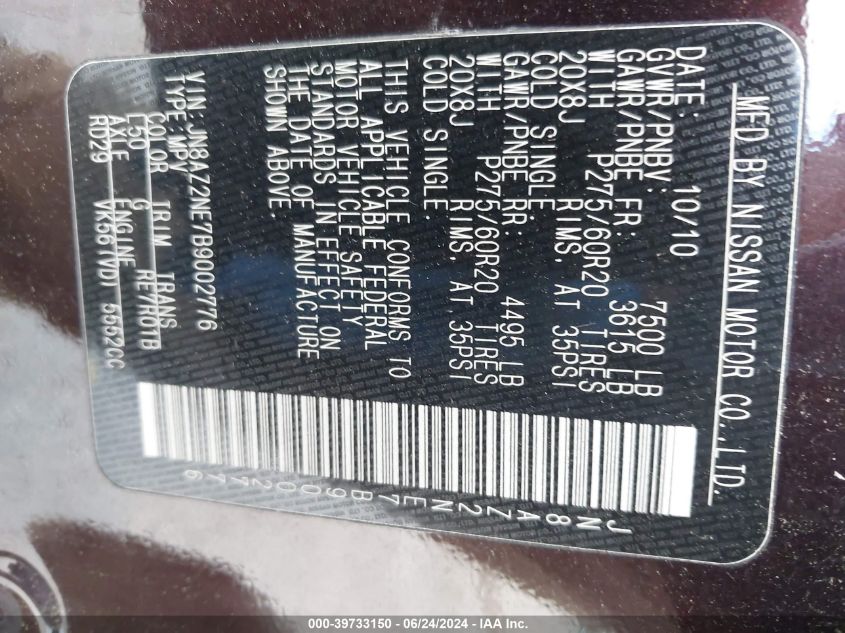 MFD BY NISSAN MOTOR CO.,LTD.
DATE: 10/10
GVWR/PNBV: 7500 LB
GAWR/PNBE FR: 3615 LB
WITH P275/60R20 TIRES
20X8J RIMS, AT 35PSI
COLD SINGLE.
GAWR/PNBE RR: 4495 LB
WITH P275/60R20 TIRES
20X8J RIMS, AT 35PSI
COLD SINGLE.
THIS VEHICLE CONFORMS TO
ALL APPLICABLE FEDERAL
MOTOR VEHICLE SAFETY
STANDARDS IN EFFECT ON
THE DATE OF MANUFACTURE
SHOWN ABOVE.
VIN: JN8AZ2NE7B9002776
TYPE: MPV
COLOR TRIM TRANS
L50 G RE7R01B
AXLE ENGINE
RD29 VK56(VD) 5552CC
JN8AZ2NE7B9002776
000-39733150 - 06/24/2024 - IAA Inc.